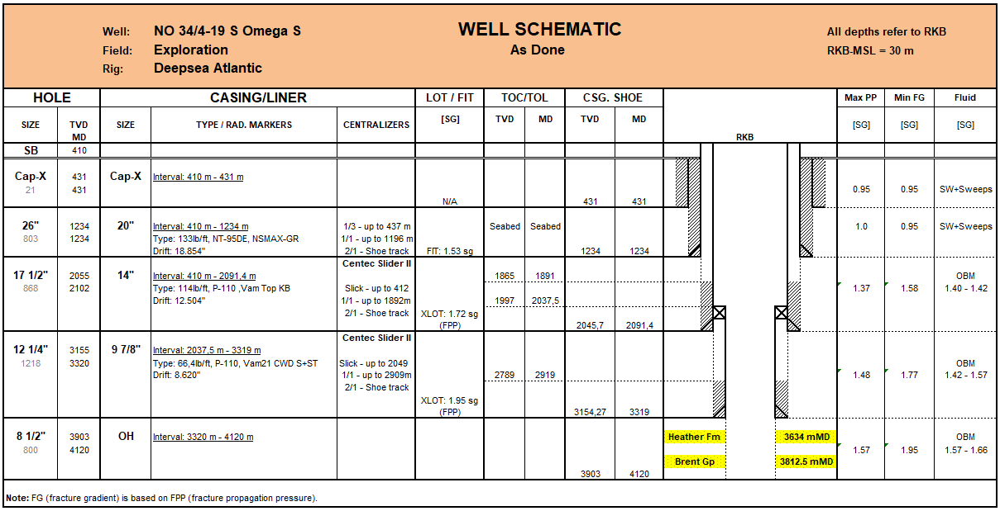 WELL SCHEMATIC
As Done
Well: NO 34/4-19 S Omega S
Field: Exploration
Rig: Deepsea Atlantic
All depths refer to RKB
RKB-MSL = 30 m
HOLE CASING/LINER LOT / FIT TOC/TOL CSG. SHOE Max PP Min FG Fluid
SIZE TVD MD SIZE TYPE / RAD. MARKERS CENTRALIZERS [SG] TVD MD TVD MD RKB [SG] [SG] [SG]
SB 410
Cap-X 431 Cap-X Interval: 410 m - 431 m
21 431 0.95 0.95 SW+Sweeps
N/A 431 431
26" 1234 20" Interval: 410 m - 1234 m 1/3 - up to 437 m Seabed Seabed 1.0 0.95 SW+Sweeps
803 1234 Type: 133lb/ft, NT-95DE, NSMAX-GR 1/1 - up to 1196 m
Drift: 18.854" 2/1 - Shoe track FIT: 1.53 sg 1234 1234
Centec Slider II
17 1/2" 2055 14" Interval: 410 m - 2091,4 m 1865 1891 OBM
868 2102 Type: 114lb/ft, P-110 ,Vam Top KB Slick - up to 412 1.37 1.58 1.40 - 1.42
Drift: 12.504" 1/1 - up to 1892m 1997 2037,5
2/1 - Shoe track XLOT: 1.72 sg
(FPP) 2045,7 2091,4
Centec Slider II
12 1/4" 3155 9 7/8" Interval: 2037,5 m - 3319 m
1218 3320 Type: 66,4lb/ft, P-110, Vam21 CWD S+ST Slick - up to 2049 OBM
Drift: 8.620" 1/1 - up to 2909m 2789 2919 1.48 1.77 1.42 - 1.57
2/1 - Shoe track
XLOT: 1.95 sg
(FPP) 3154,27 3319
8 1/2" 3903 OH Interval: 3320 m - 4120 m Heather Fm 3634 mMD OBM
800 4120 1.57 1.95 1.57 - 1.66
Brent Gp 3812.5 mMD
3903 4120
Note: FG (fracture gradient) is based on FPP (fracture propagation pressure).